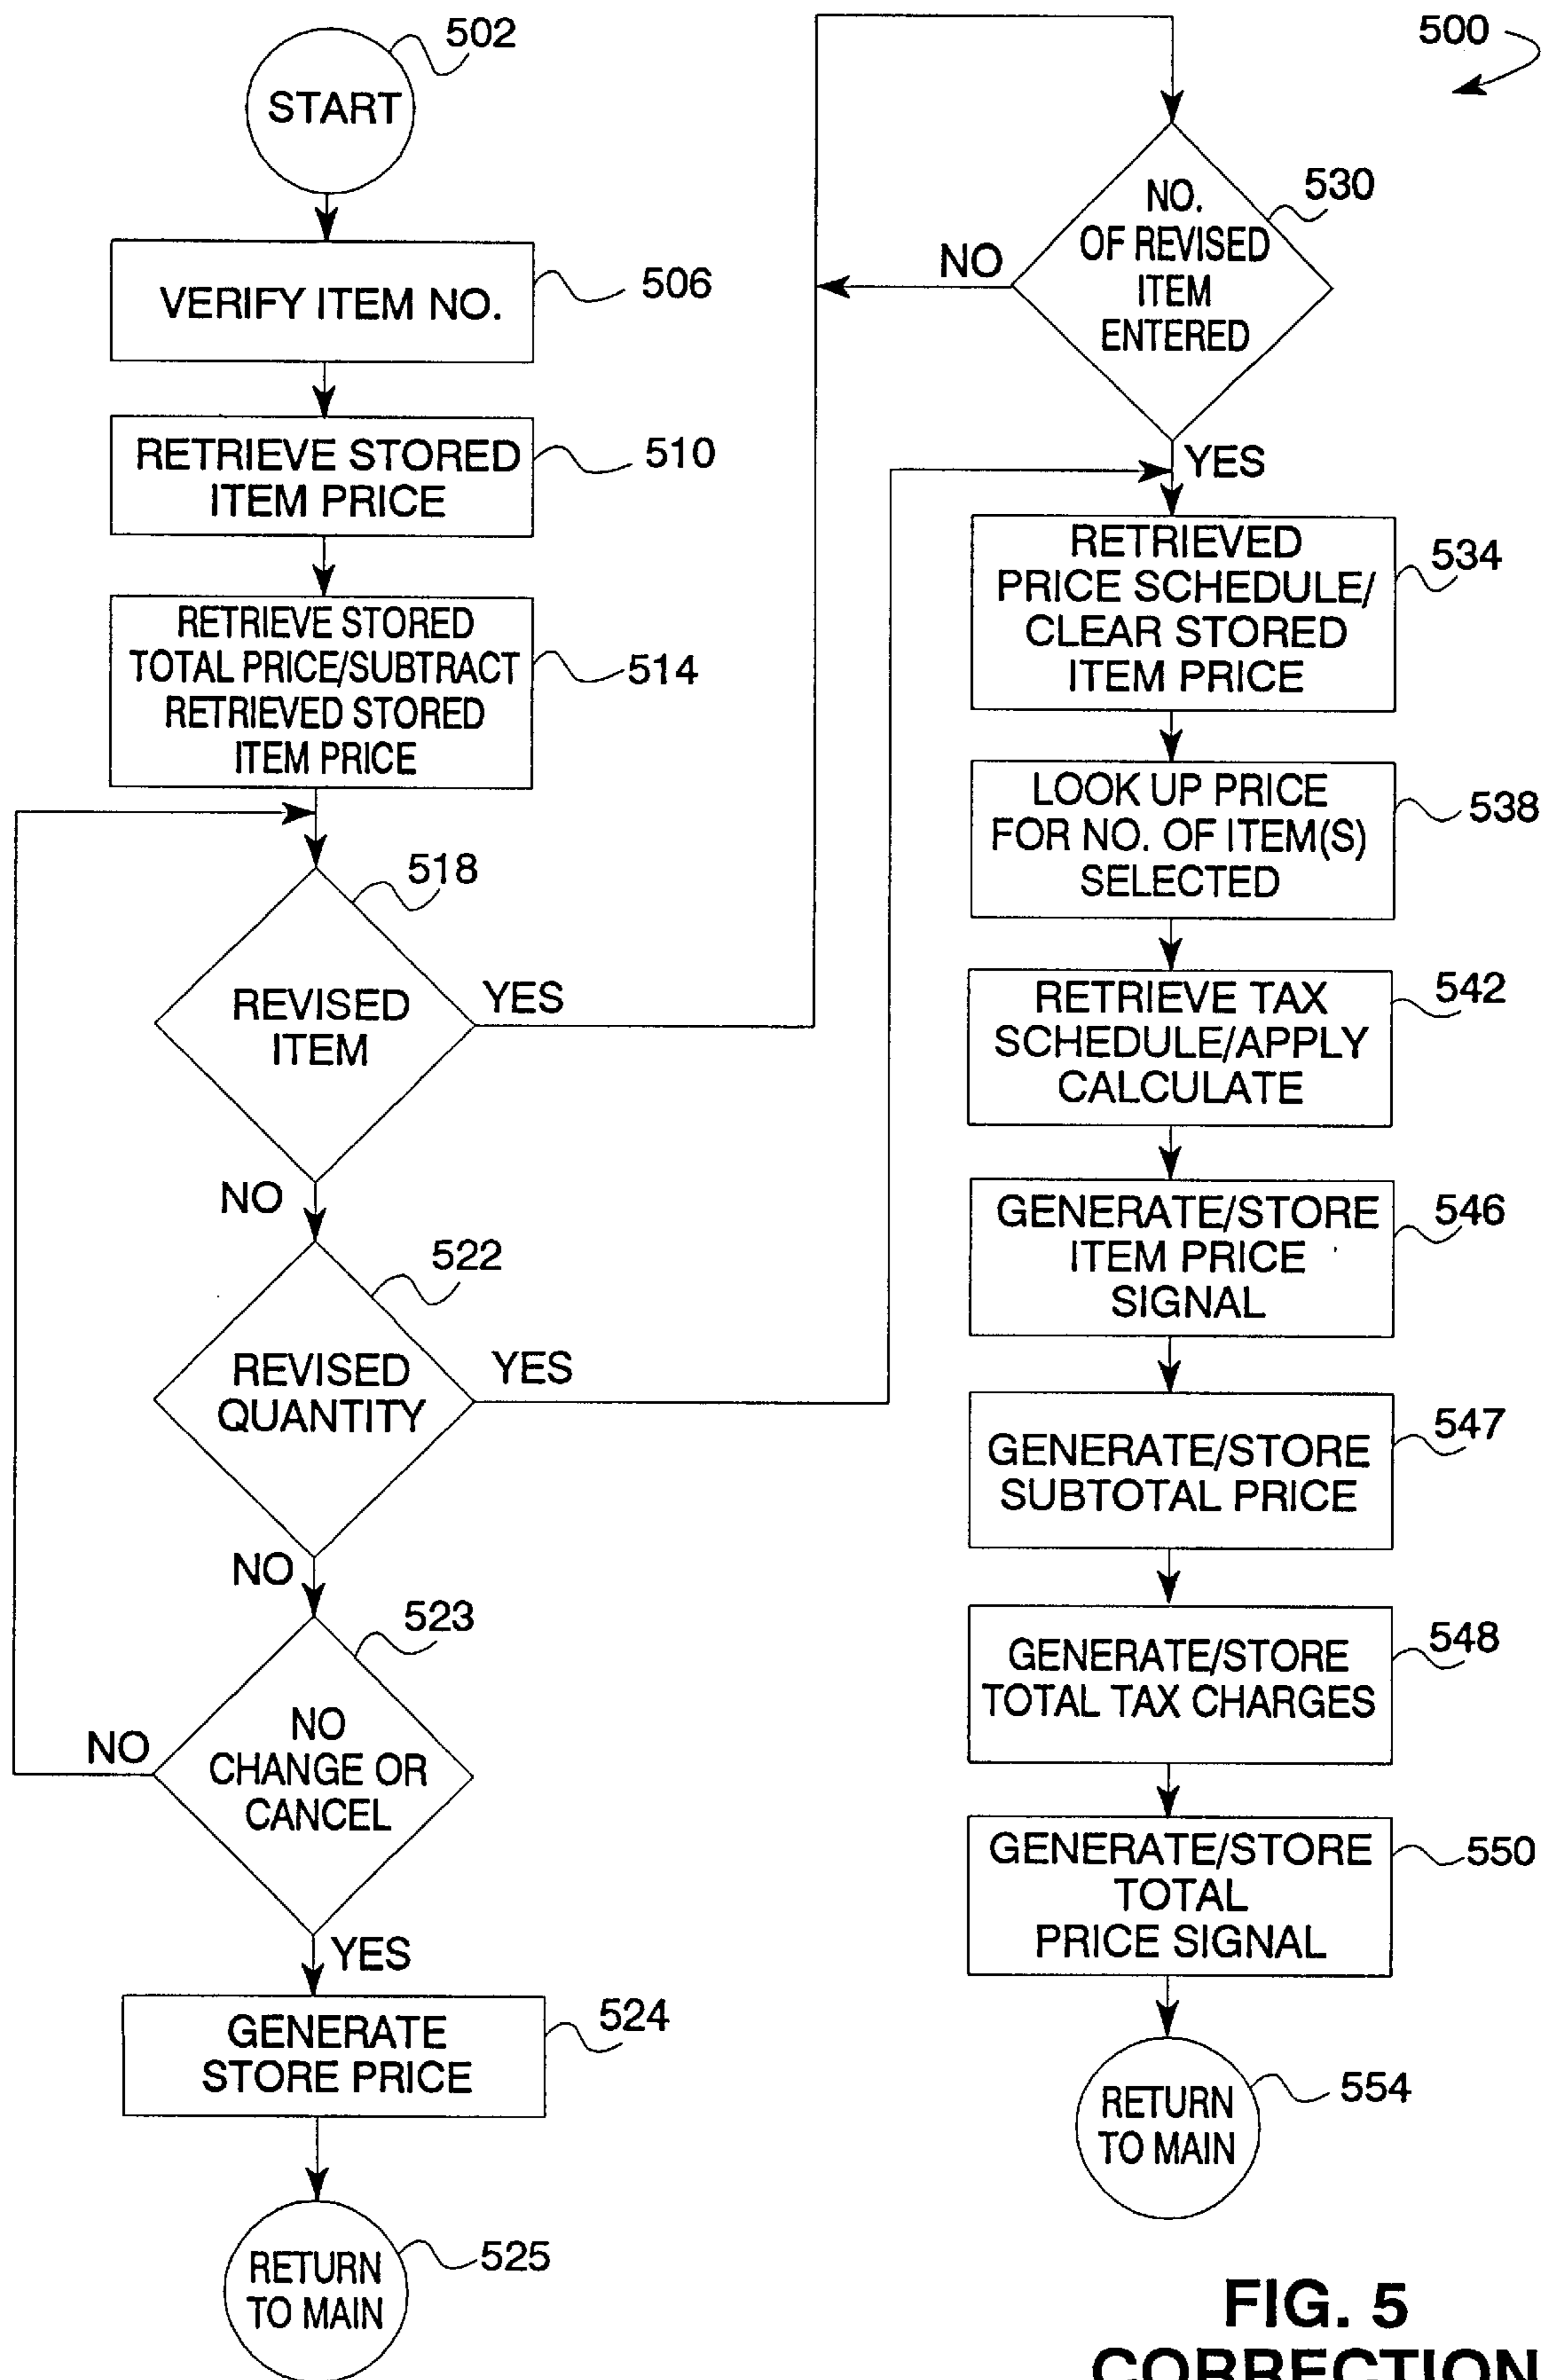 502
START
506
VERIFY ITEM NO.
510
RETRIEVE STORED
ITEM PRICE
514
RETRIEVE STORED
TOTAL PRICE/SUBTRACT
RETRIEVED STORED
ITEM PRICE
518
REVISED
ITEM
YES
NO
522
REVISED
QUANTITY
YES
NO
523
NO
CHANGE OR
CANCEL
NO
YES
524
GENERATE
STORE PRICE
525
RETURN
TO MAIN
500
530
NO.
OF REVISED
ITEM
ENTERED
NO
YES
534
RETRIEVED
PRICE SCHEDULE/
CLEAR STORED
ITEM PRICE
538
LOOK UP PRICE
FOR NO. OF ITEM(S)
SELECTED
542
RETRIEVE TAX
SCHEDULE/APPLY
CALCULATE
546
GENERATE/STORE
ITEM PRICE
SIGNAL
547
GENERATE/STORE
SUBTOTAL PRICE
548
GENERATE/STORE
TOTAL TAX CHARGES
550
GENERATE/STORE
TOTAL
PRICE SIGNAL
554
RETURN
TO MAIN
FIG. 5
CORRECTION